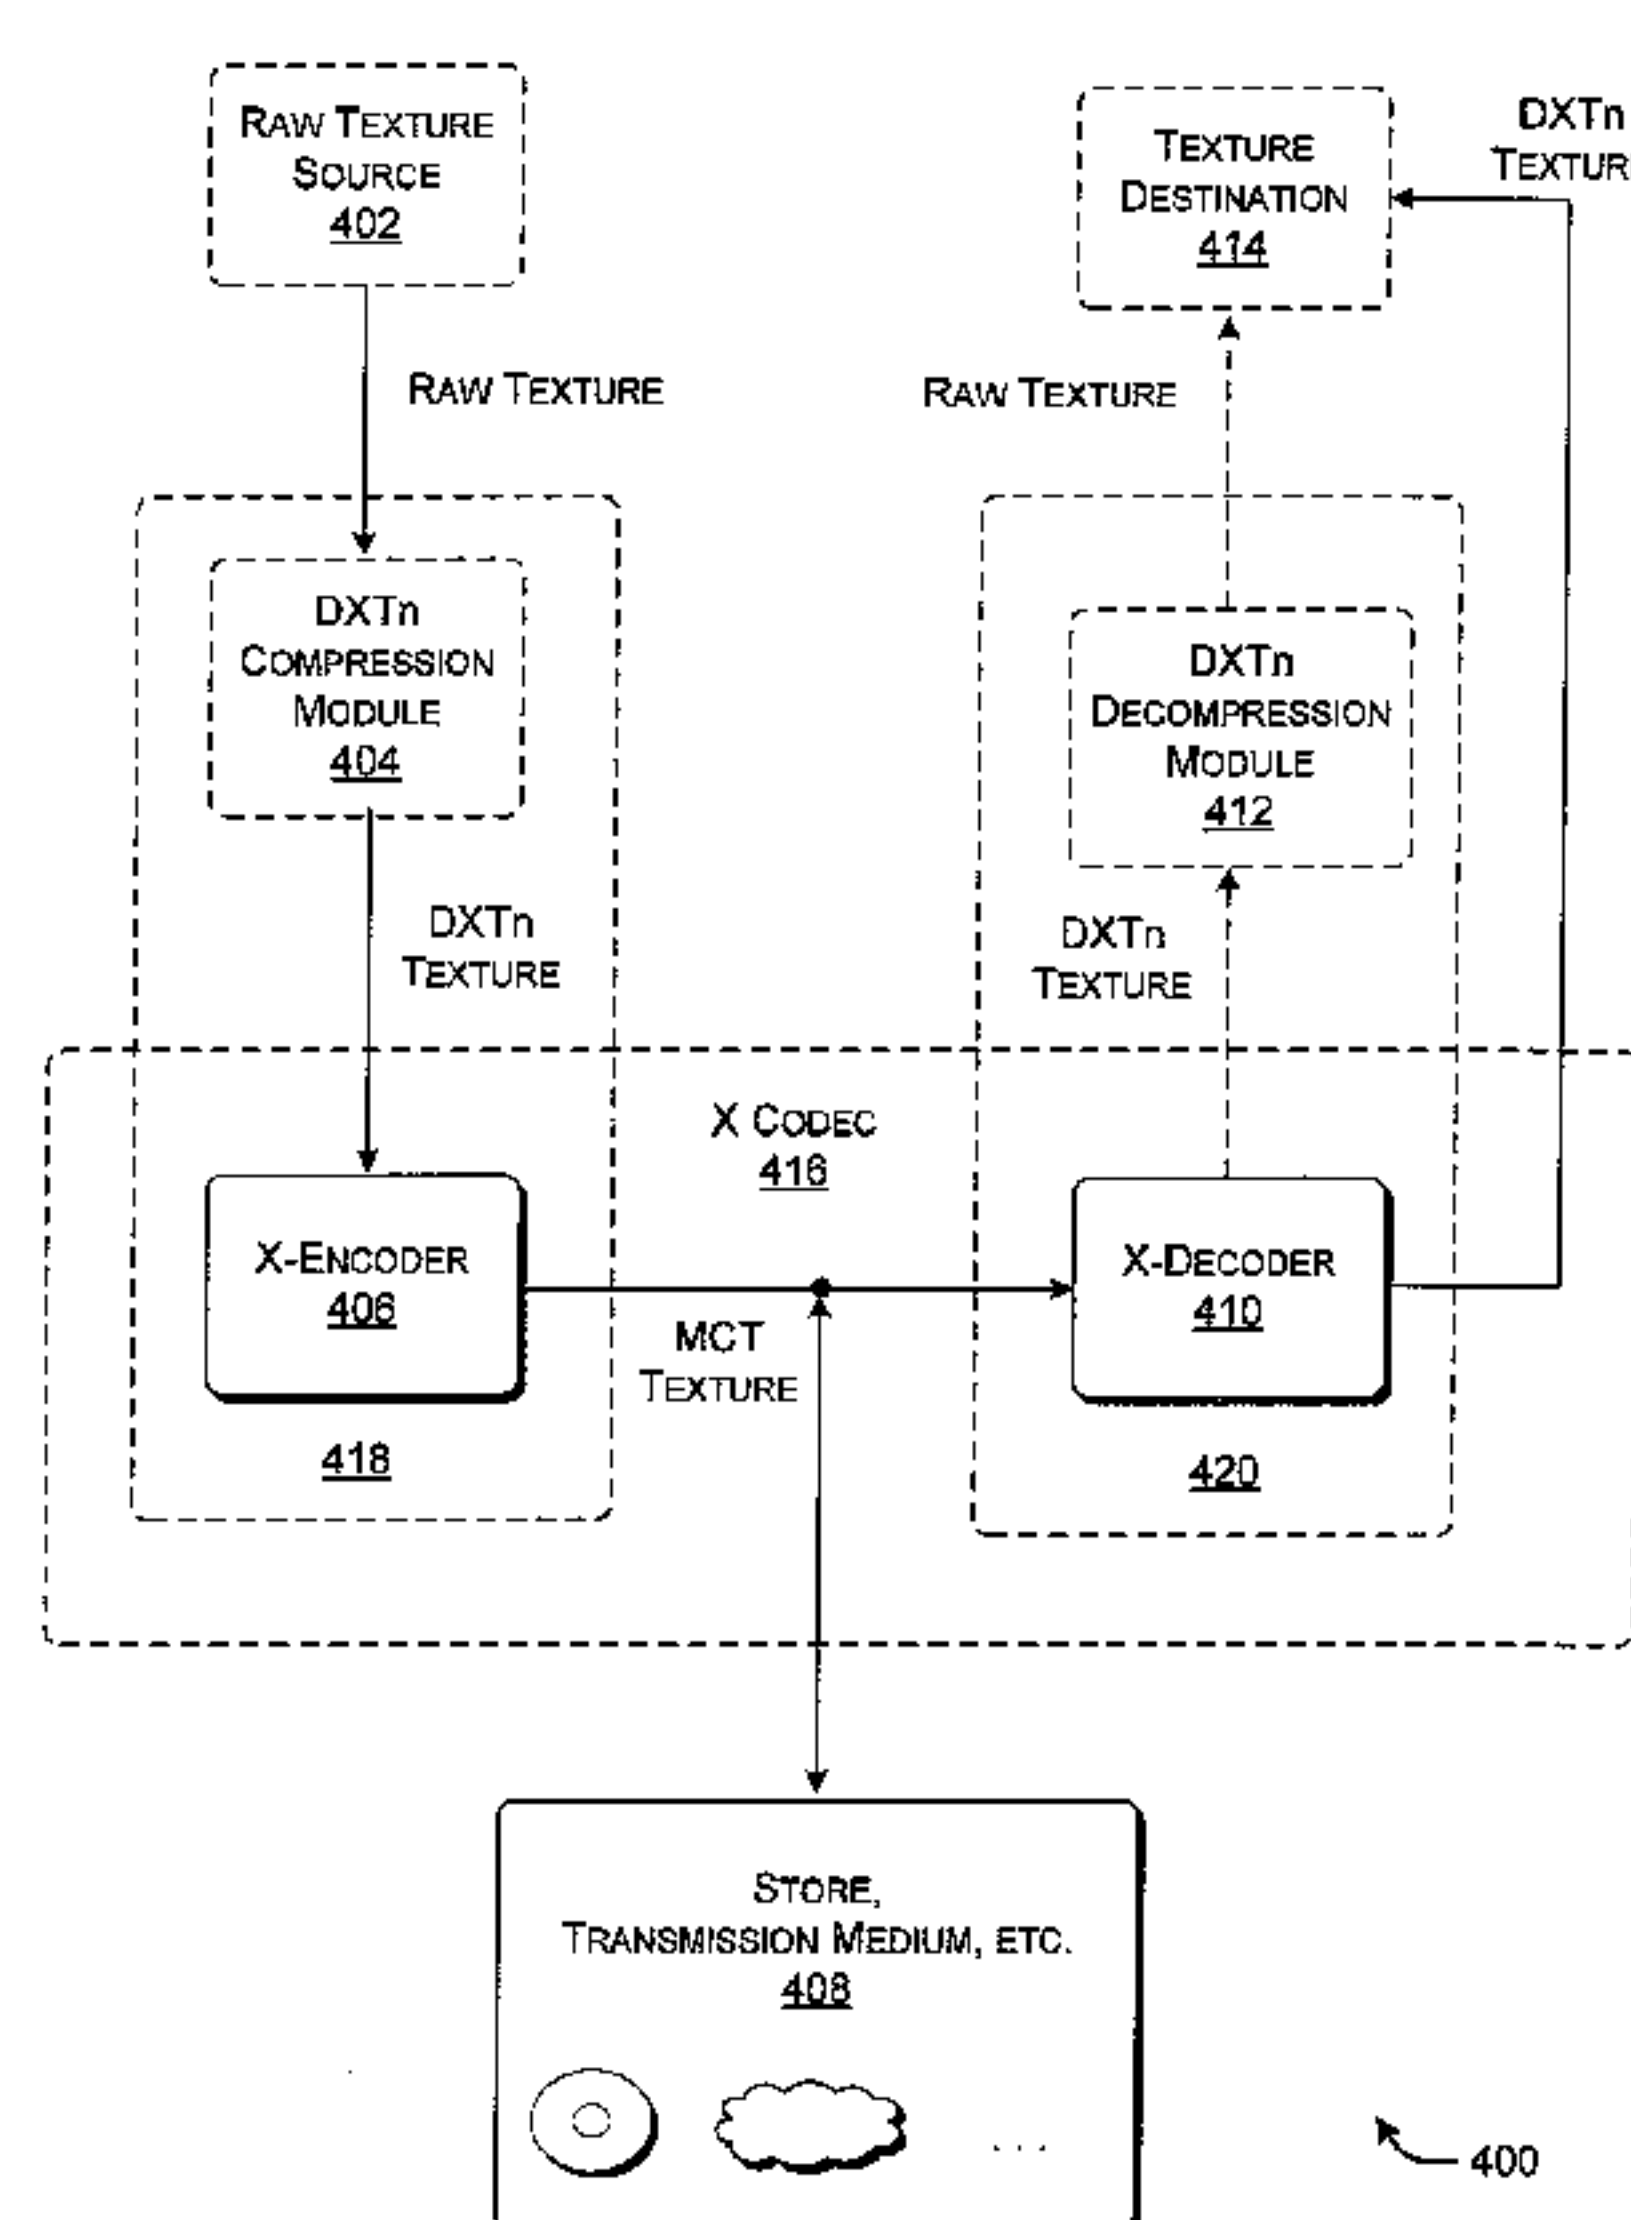 RAW TEXTURE
SOURCE
402
TEXTURE
DESTINATION
414
DXTn
TEXTUR
RAW TEXTURE
RAW TEXTURE
DXTn
COMPRESSION
MODULE
404
DXTn
DECOMPRESSION
MODULE
412
DXTn
TEXTURE
DXTn
TEXTURE
X CODEC
416
X-ENCODER
406
X-DECODER
410
MCT
TEXTURE
418
420
STORE,
TRANSMISSION MEDIUM, ETC.
408
...
400